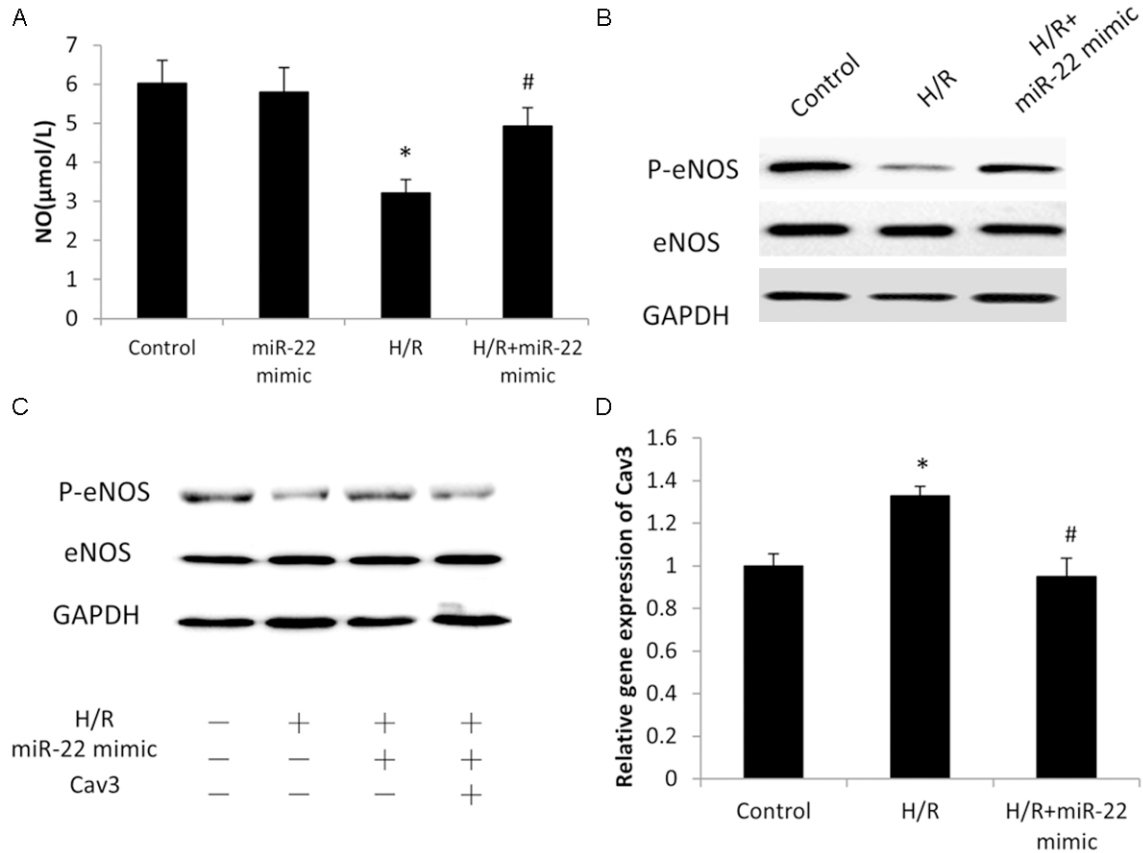 A
NO(μmol/L)
7
6
5
4
3
2
1
0
*
#
Control
miR-22
mimic
H/R
H/R+miR-22
mimic
B
Control
H/R
H/R+
miR-22 mimic
P-eNOS
eNOS
GAPDH
C
P-eNOS
eNOS
GAPDH
H/R — + + +
miR-22 mimic — — + +
Cav3 — — — +
D
Relative gene expression of Cav3
1.6
1.4
1.2
1
0.8
0.6
0.4
0.2
0
*
#
Control
H/R
H/R+miR-22
mimic